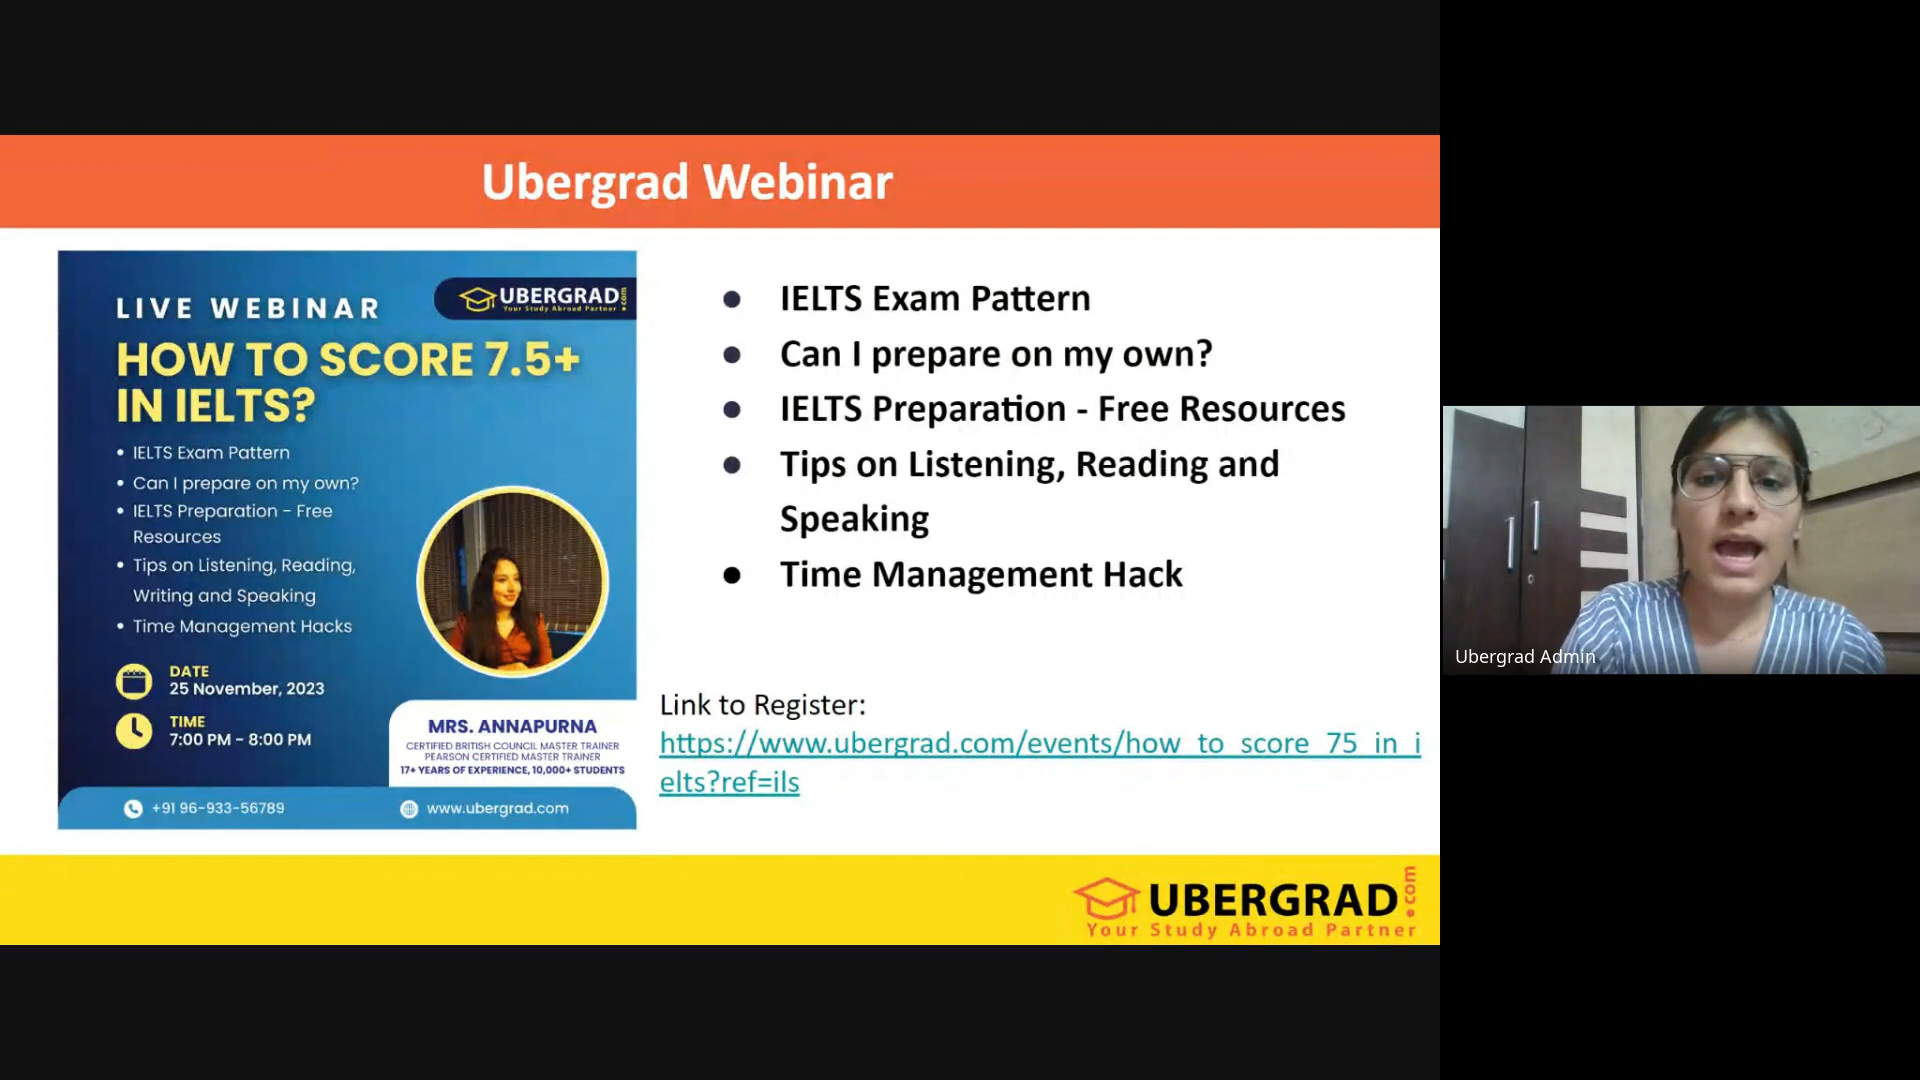 Ubergrad Webinar
LIVE WEBINAR
UBERGRAD.com
Your Study Abroad Partner
HOW TO SCORE 7.5+
IN IELTS?
• IELTS Exam Pattern
• Can I prepare on my own?
• IELTS Preparation - Free
Resources
• Tips on Listening, Reading,
Writing and Speaking
• Time Management Hacks
DATE
25 November, 2023
TIME
7:00 PM - 8:00 PM
MRS. ANNAPURNA
CERTIFIED BRITISH COUNCIL MASTER TRAINER
PEARSON CERTIFIED MASTER TRAINER
17+ YEARS OF EXPERIENCE, 10,000+ STUDENTS
+91 96-933-56789
www.ubergrad.com
● IELTS Exam Pattern
● Can I prepare on my own?
● IELTS Preparation - Free Resources
● Tips on Listening, Reading and
Speaking
● Time Management Hack
Link to Register:
https://www.ubergrad.com/events/how_to_score_75_in_i
elts?ref=ils
UBERGRAD.com
Your Study Abroad Partner
Ubergrad Admin